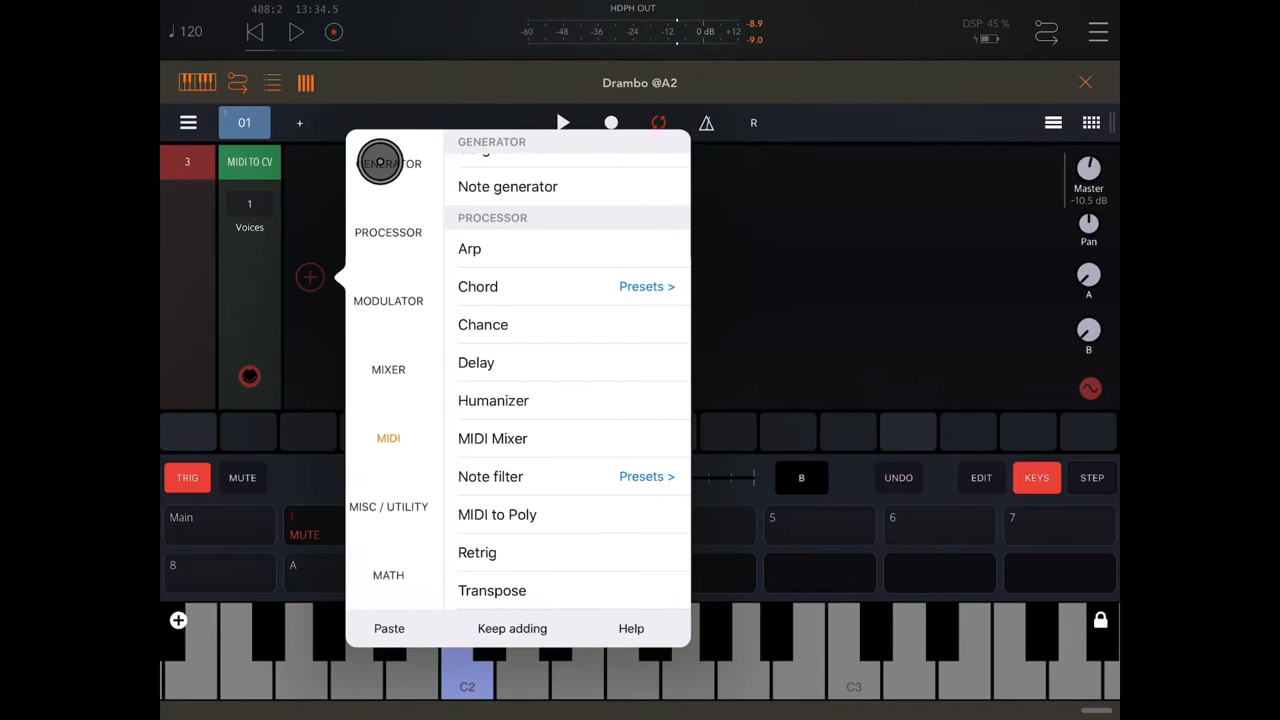 408:2
13:34.5
HDPH OUT
120
-60 -48 -36 -24 -12 0 dB +12
-8.9
-9.0
DSP: 45 %
Drambo @A2
1
01
+
R
3
MIDI TO CV
1
Voices
GENERATOR
PROCESSOR
MODULATOR
MIXER
MIDI
MISC / UTILITY
MATH
GENERATOR
Note generator
PROCESSOR
Arp
Chord Presets >
Chance
Delay
Humanizer
MIDI Mixer
Note filter Presets >
MIDI to Poly
Retrig
Transpose
Paste Keep adding Help
Master
-10.5 dB
Pan
A
B
TRIG
MUTE
B
UNDO
EDIT
KEYS
STEP
Main
1
MUTE
5
6
7
8
A
C2
C3